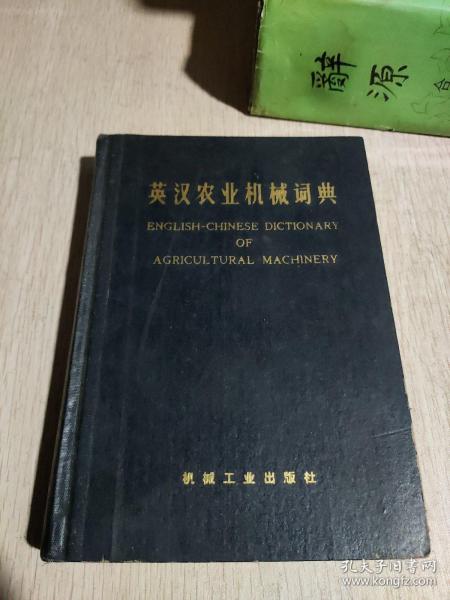 辭源
合
英汉农业机械词典
ENGLISH-CHINESE DICTIONARY
OF
AGRICULTURAL MACHINERY
机械工业出版社
孔夫子旧书网
www.kongfz.com